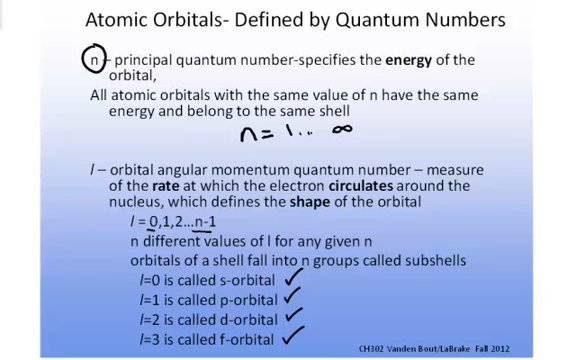 Atomic Orbitals- Defined by Quantum Numbers
n – principal quantum number-specifies the energy of the
orbital,
All atomic orbitals with the same value of n have the same
energy and belong to the same shell
n = 1... ∞
l – orbital angular momentum quantum number – measure
of the rate at which the electron circulates around the
nucleus, which defines the shape of the orbital
l = 0,1,2...n-1
n different values of l for any given n
orbitals of a shell fall into n groups called subshells
l=0 is called s-orbital ✓
l=1 is called p-orbital ✓
l=2 is called d-orbital ✓
l=3 is called f-orbital ✓
CH302 Vanden Bout/LaBrake Fall 2012